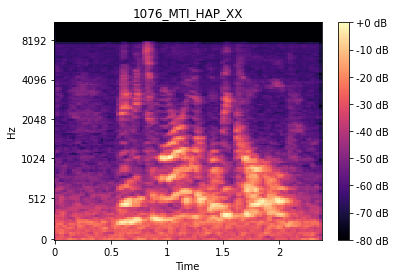 1076_MTI_HAP_XX
+0 dB
8192
-10 dB
4096
-20 dB
-30 dB
Hz
2048
-40 dB
1024
-50 dB
512
-60 dB
-70 dB
0
-80 dB
0 0.5 1 1.5 2
Time